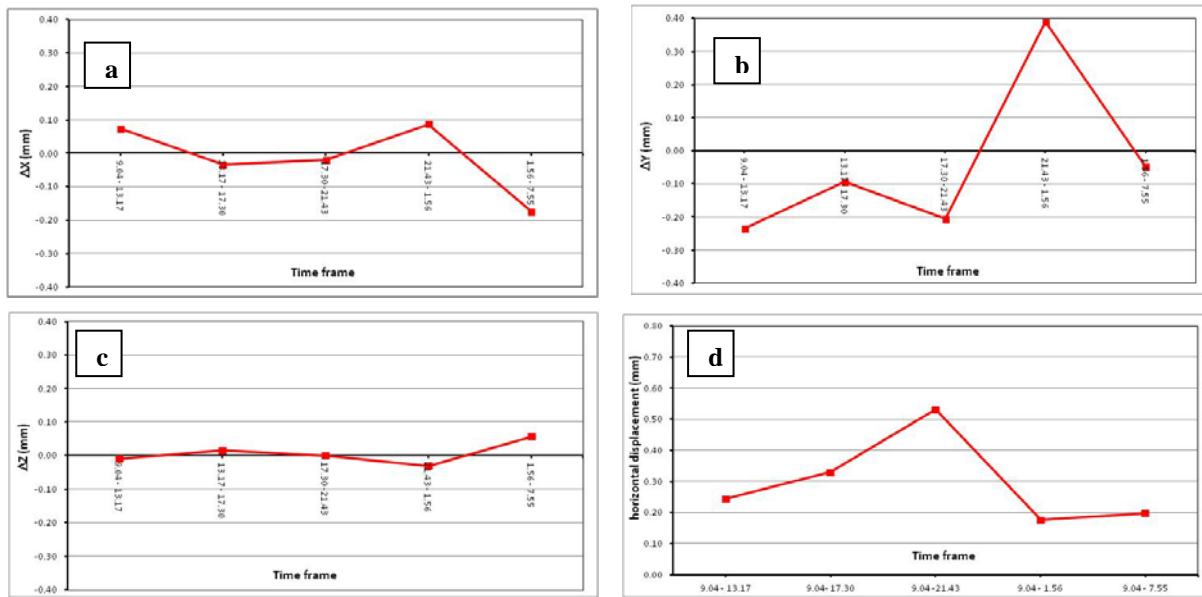 a
0.40
0.30
0.20
0.10
0.00
-0.10
-0.20
-0.30
-0.40
ΔX (mm)
9.04 - 13.17
13.17 - 17.30
17.30-21.43
21.43 - 1.56
1.56 - 7.55
Time frame
b
0.40
0.30
0.20
0.10
0.00
-0.10
-0.20
-0.30
-0.40
ΔY (mm)
9.04 - 13.17
13.17 - 17.30
17.30-21.43
21.43 - 1.56
1.56 - 7.55
Time frame
c
0.40
0.30
0.20
0.10
0.00
-0.10
-0.20
-0.30
-0.40
ΔZ (mm)
9.04 - 13.17
13.17 - 17.30
17.30-21.43
21.43 - 1.56
1.56 - 7.55
Time frame
d
0.80
0.70
0.60
0.50
0.40
0.30
0.20
0.10
0.00
horizontal displacement (mm)
Time frame
9.04 - 13.17
9.04 - 17.30
9.04 - 21.43
9.04 - 1.56
9.04 - 7.55